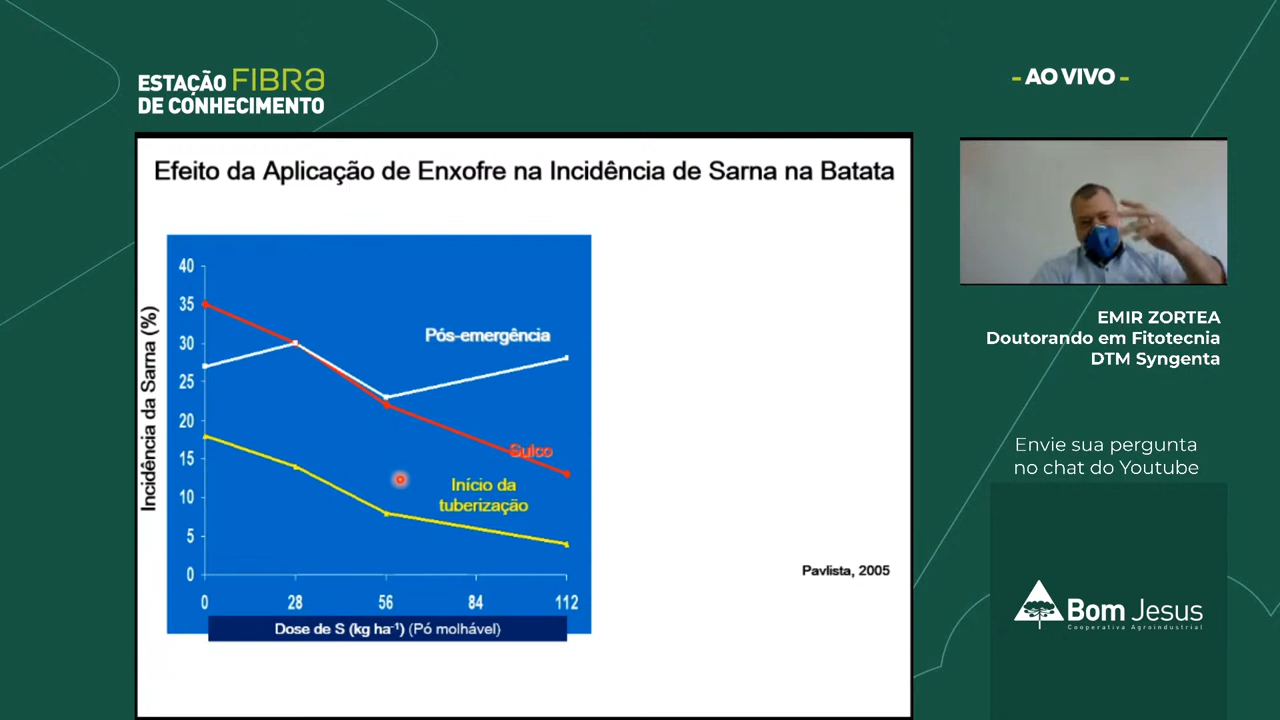 ESTAÇÃO FIBRA
DE CONHECIMENTO
- AO VIVO -
Efeito da Aplicação de Enxofre na Incidência de Sarna na Batata
Incidência da Sarna (%)
40
35
30
25
20
15
10
5
0
Pós-emergência
Sulco
Início da
tuberização
0 28 56 84 112
Dose de S (kg ha⁻¹) (Pó molhável)
Pavlista, 2005
EMIR ZORTEA
Doutorando em Fitotecnia
DTM Syngenta
Envie sua pergunta
no chat do Youtube
Bom Jesus
Cooperativa Agroindustrial